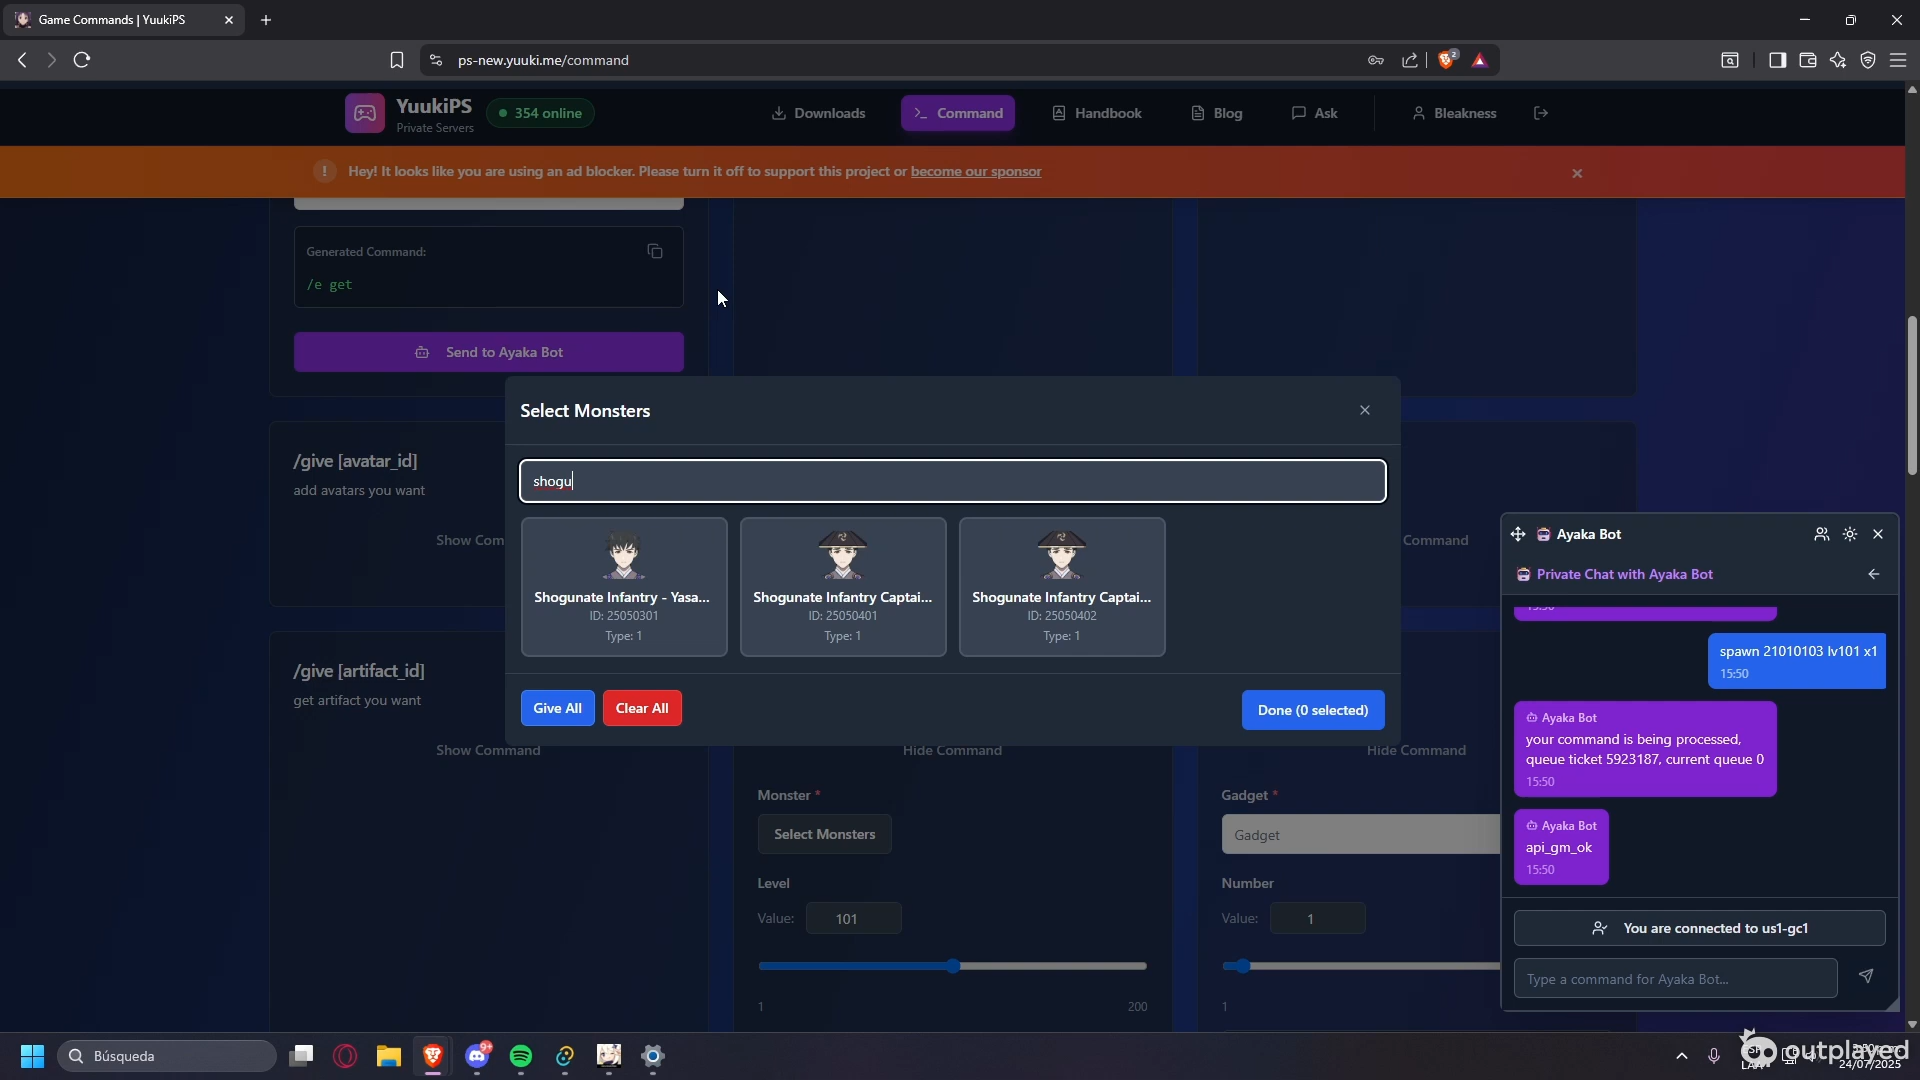 Game Commands | YuukiPS
ps-new.yuuki.me/command
2
YuukiPS
Private Servers
354 online
Downloads
Command
Handbook
Blog
Ask
Bleakness
! Hey! It looks like you are using an ad blocker. Please turn it off to support this project or become our sponsor
Generated Command:
/e get
Send to Ayaka Bot
/give [avatar_id]
add avatars you want
Show Com
Command
/give [artifact_id]
get artifact you want
Show Command
Select Monsters
shogu
Shogunate Infantry - Yasa...
ID: 25050301
Type: 1
Shogunate Infantry Captai...
ID: 25050401
Type: 1
Shogunate Infantry Captai...
ID: 25050402
Type: 1
Give All
Clear All
Done (0 selected)
Hide Command
Monster *
Select Monsters
Level
Value: 101
1 200
Hide Command
Gadget *
Gadget
Number
Value: 1
1
Ayaka Bot
Private Chat with Ayaka Bot
spawn 21010103 lv101 x1
15:50
Ayaka Bot
your command is being processed,
queue ticket 5923187, current queue 0
15:50
Ayaka Bot
api_gm_ok
15:50
You are connected to us1-gc1
Type a command for Ayaka Bot...
Búsqueda
9+
outplayed
24/07/2025